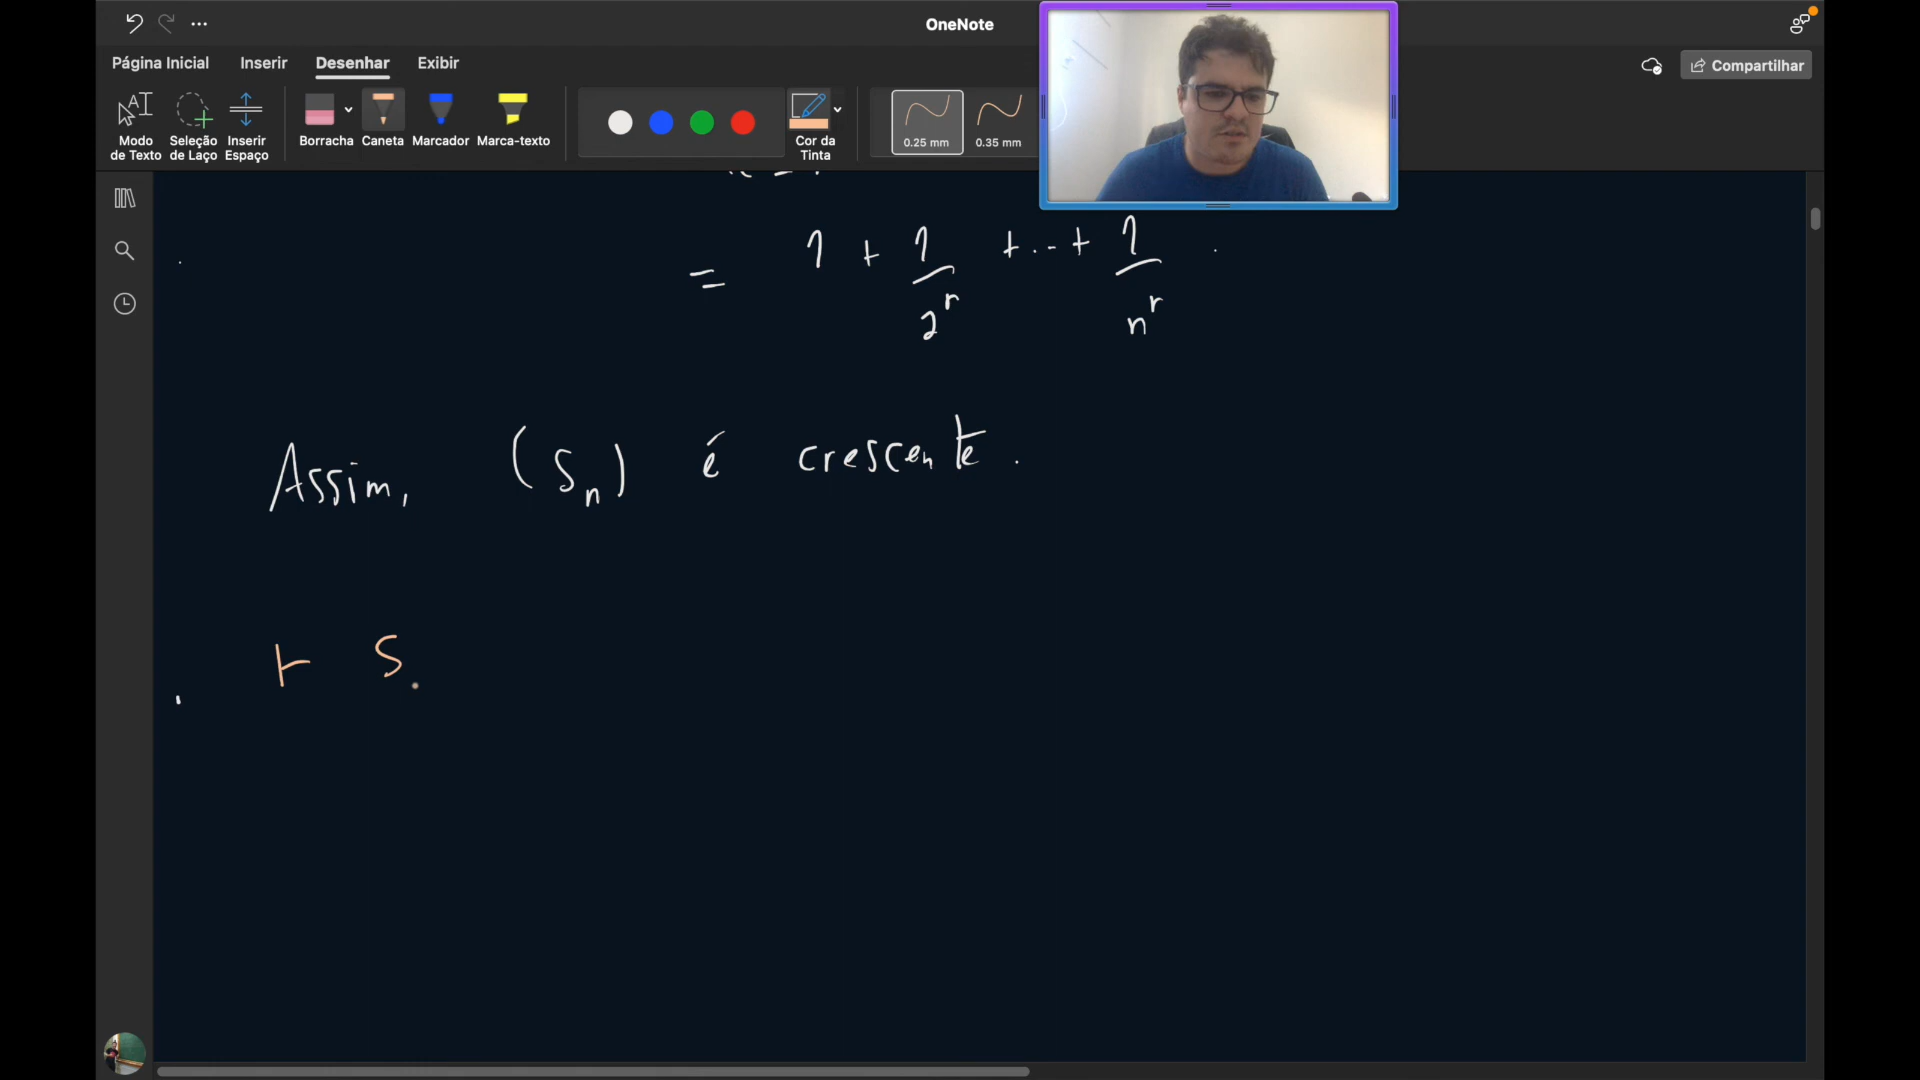 OneNote
Página Inicial Inserir Desenhar Exibir
Compartilhar
Modo de Texto
Seleção de Laço
Inserir Espaço
Borracha
Caneta
Marcador
Marca-texto
Cor da Tinta
0.25 mm
0.35 mm
= 1 + 1/2^r + ... + 1/n^r .
Assim, (S_n) é crescente.
⊢ S